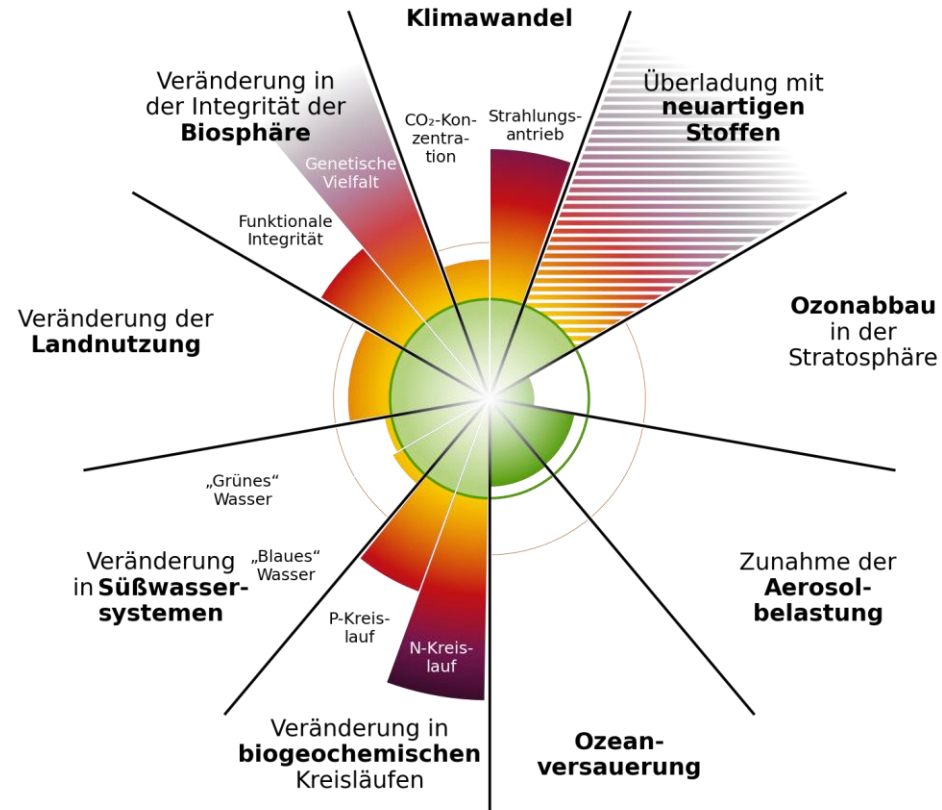 Klimawandel
CO₂-Kon-
zentra-
tion
Strahlungs-
antrieb
Überladung mit
neuartigen
Stoffen
Ozonabbau
in der
Stratosphäre
Zunahme der
Aerosol-
belastung
Ozean-
versauerung
Veränderung in
biogeochemischen
Kreisläufen
P-Kreis-
lauf
N-Kreis-
lauf
Veränderung
in Süßwasser-
systemen
„Grünes“
Wasser
„Blaues“
Wasser
Veränderung der
Landnutzung
Veränderung in
der Integrität der
Biosphäre
Genetische
Vielfalt
Funktionale
Integrität